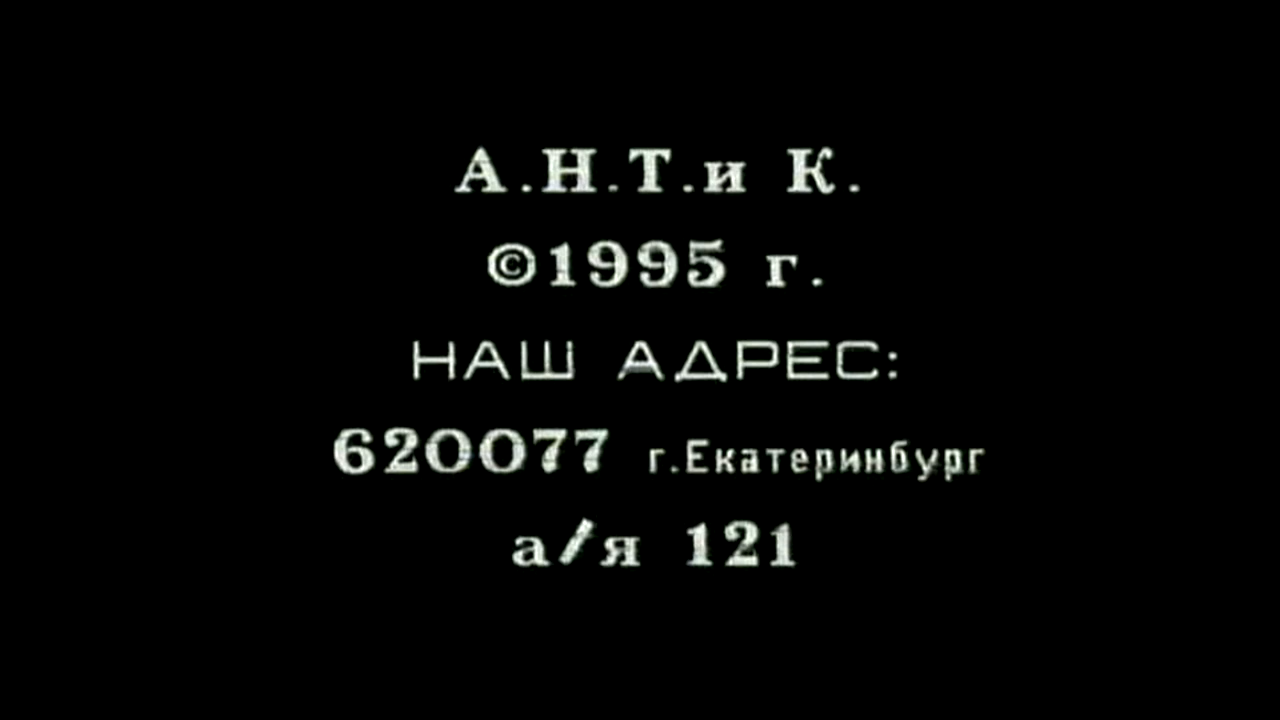 А.Н.Т.и К.
©1995 г.
НАШ АДРЕС:
620077 г.Екатеринбург
а/я 121